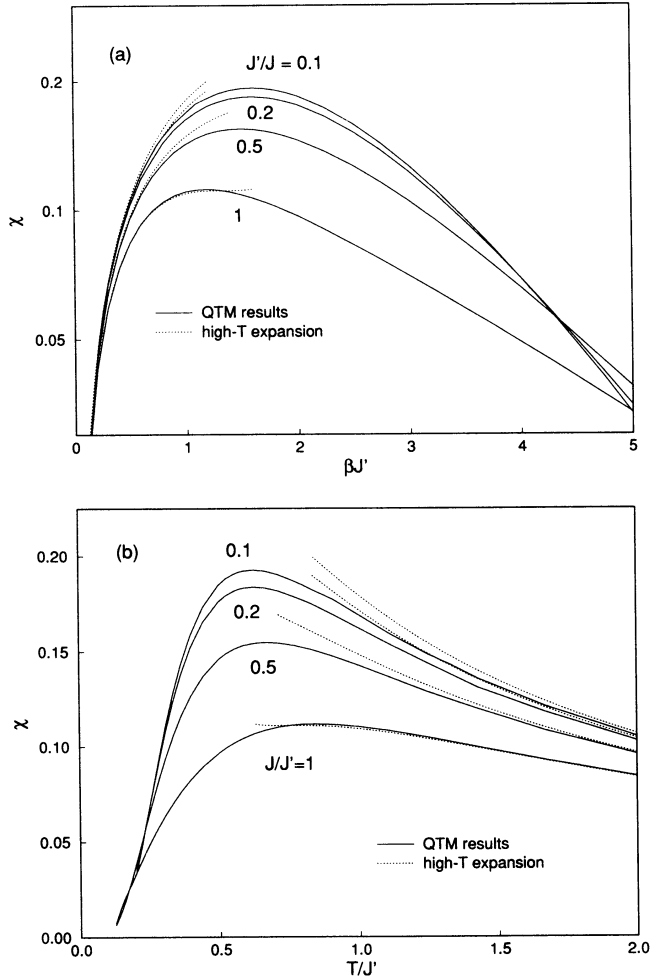 (a)
J'/J = 0.1
0.2
0.2
0.5
0.1
1
χ
QTM results
high-T expansion
0.05
0
1
2
3
4
5
βJ'
(b)
0.1
0.20
0.2
0.15
0.5
χ
0.10
J/J'=1
0.05
QTM results
high-T expansion
0.00
0.0
0.5
1.0
1.5
2.0
T/J'